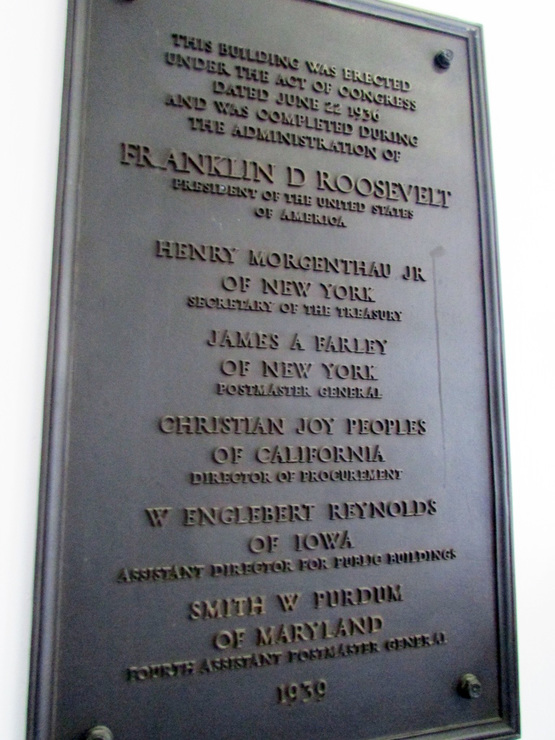 THIS BUILDING WAS ERECTED
UNDER THE ACT OF CONGRESS
DATED JUNE 22 1936
AND WAS COMPLETED DURING
THE ADMINISTRATION OF
FRANKLIN D ROOSEVELT
PRESIDENT OF THE UNITED STATES
OF AMERICA
HENRY MORGENTHAU JR
OF NEW YORK
SECRETARY OF THE TREASURY
JAMES A FARLEY
OF NEW YORK
POSTMASTER GENERAL
CHRISTIAN JOY PEOPLES
OF CALIFORNIA
DIRECTOR OF PROCUREMENT
W ENGLEBERT REYNOLDS
OF IOWA
ASSISTANT DIRECTOR FOR PUBLIC BUILDINGS
SMITH W PURDUM
OF MARYLAND
FOURTH ASSISTANT POSTMASTER GENERAL
1939